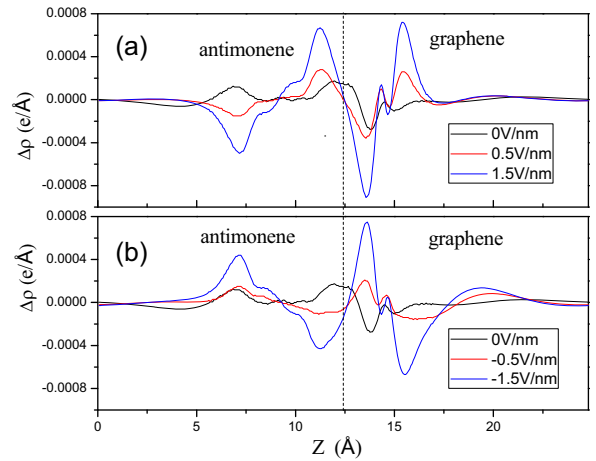 0.0008
0.0004
0.0000
-0.0004
-0.0008
Δρ (e/Å)
(a)
antimonene
graphene
0V/nm
0.5V/nm
1.5V/nm
0.0008
0.0004
0.0000
-0.0004
-0.0008
Δρ (e/Å)
(b)
antimonene
graphene
0V/nm
-0.5V/nm
-1.5V/nm
0 5 10 15 20
Z (Å)